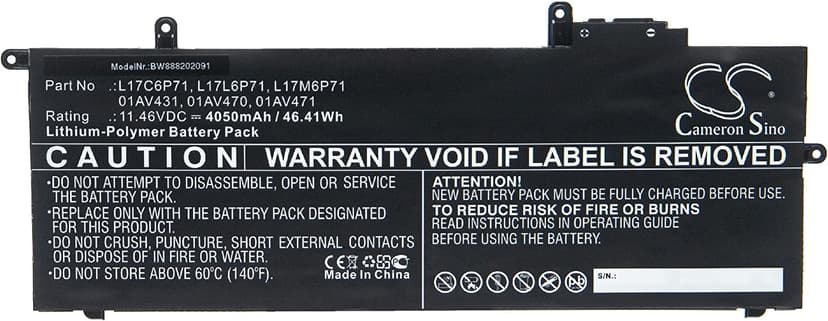 ModelNr.:BW888202091
Part No .:L17C6P71, L17L6P71, L17M6P71
01AV431, 01AV470, 01AV471
Rating .:11.46VDC⎓ 4050mAh / 46.41Wh
Lithium-Polymer Battery Pack
CS
Cameron Sino
CAUTION
WARRANTY VOID IF LABEL IS REMOVED
•DO NOT ATTEMPT TO DISASSEMBLE, OPEN OR SERVICE
THE BATTERY PACK.
•REPLACE ONLY WITH THE BATTERY PACK DESIGNATED
FOR THIS PRODUCT.
•DO NOT CRUSH, PUNCTURE, SHORT EXTERNAL CONTACTS
OR DISPOSE OF IN FIRE OR WATER.
•DO NOT STORE ABOVE 60℃ (140℉).
CE
Made In China
ATTENTION!
NEW BATTERY PACK MUST BE FULLY CHARGED BEFORE USE.
TO REDUCE RISK OF FIRE OR BURNS
READ INSTRUCTIONS IN OPERATING GUIDE
BEFORE USING THE BATTERY.
S/N.: